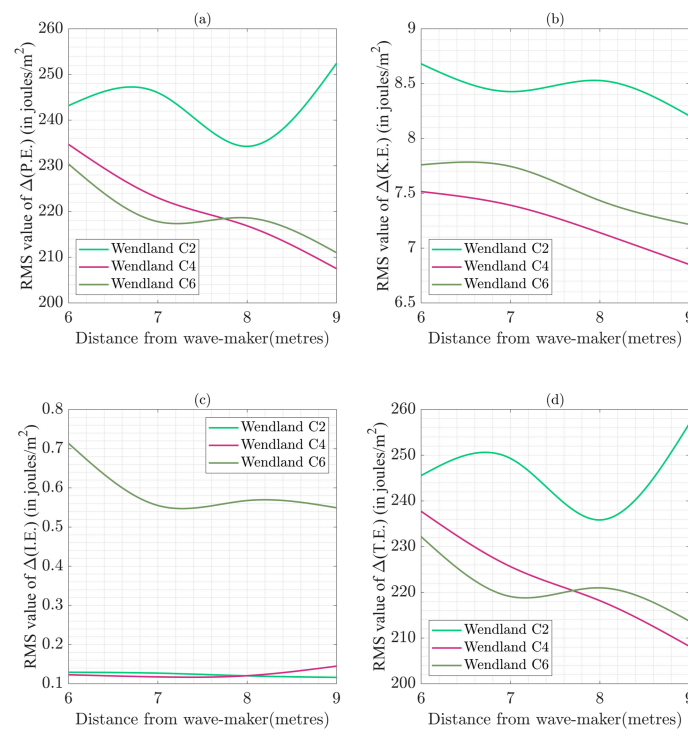 (a)
RMS value of Δ(P.E.) (in joules/m²)
260
250
240
230
220
210
200
Wendland C2
Wendland C4
Wendland C6
6 7 8 9
Distance from wave-maker(metres)
(b)
RMS value of Δ(K.E.) (in joules/m²)
9
8.5
8
7.5
7
6.5
Wendland C2
Wendland C4
Wendland C6
6 7 8 9
Distance from wave-maker(metres)
(c)
RMS value of Δ(I.E.) (in joules/m²)
0.8
0.7
0.6
0.5
0.4
0.3
0.2
0.1
Wendland C2
Wendland C4
Wendland C6
6 7 8 9
Distance from wave-maker(metres)
(d)
RMS value of Δ(T.E.) (in joules/m²)
260
250
240
230
220
210
200
Wendland C2
Wendland C4
Wendland C6
6 7 8 9
Distance from wave-maker(metres)